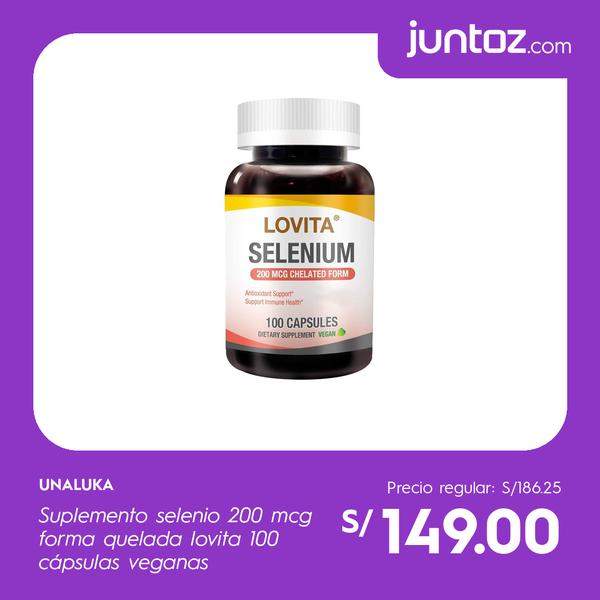 juntoz.com
LOVITA®
SELENIUM
200 MCG CHELATED FORM
Antioxidant Support*
Support Immune Health*
100 CAPSULES
DIETARY SUPPLEMENT VEGAN
UNALUKA
Suplemento selenio 200 mcg
forma quelada lovita 100
cápsulas veganas
Precio regular: S/186.25
S/149.00